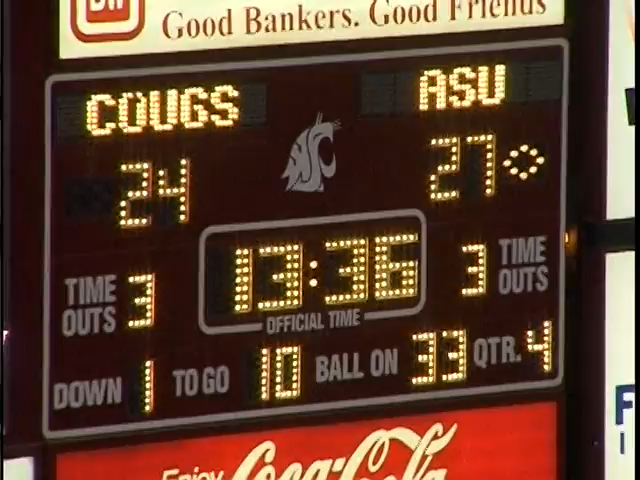 Good Bankers. Good Friends
COUGS ASU
24 27
TIME OUTS 3 13:36 3 TIME OUTS
OFFICIAL TIME
DOWN 1 TO GO 10 BALL ON 33 QTR. 4
Enjoy
Coca-Cola